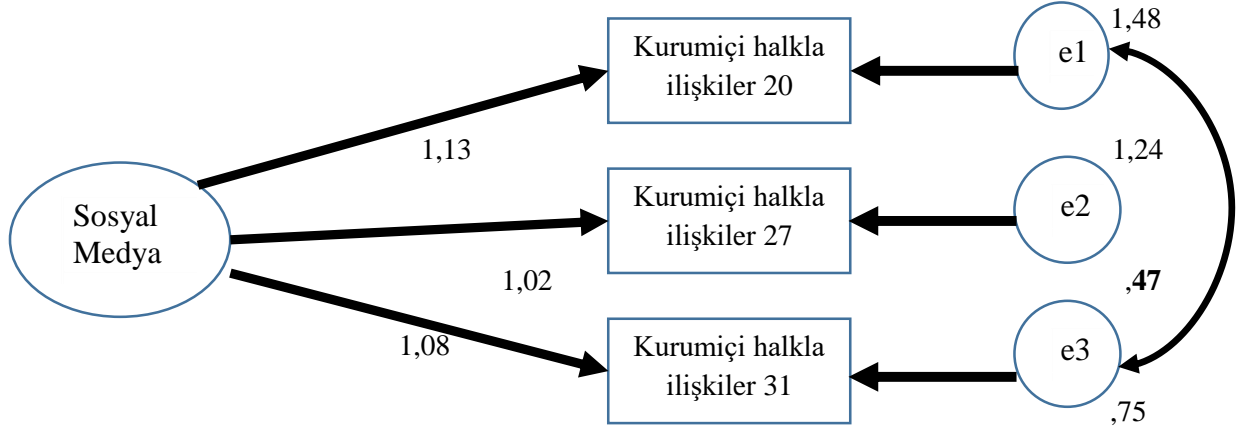 1,48
Kurumiçi halkla
ilişkiler 20
e1
1,13
1,24
Sosyal
Medya
Kurumiçi halkla
ilişkiler 27
e2
1,02
,47
1,08
Kurumiçi halkla
ilişkiler 31
e3
,75